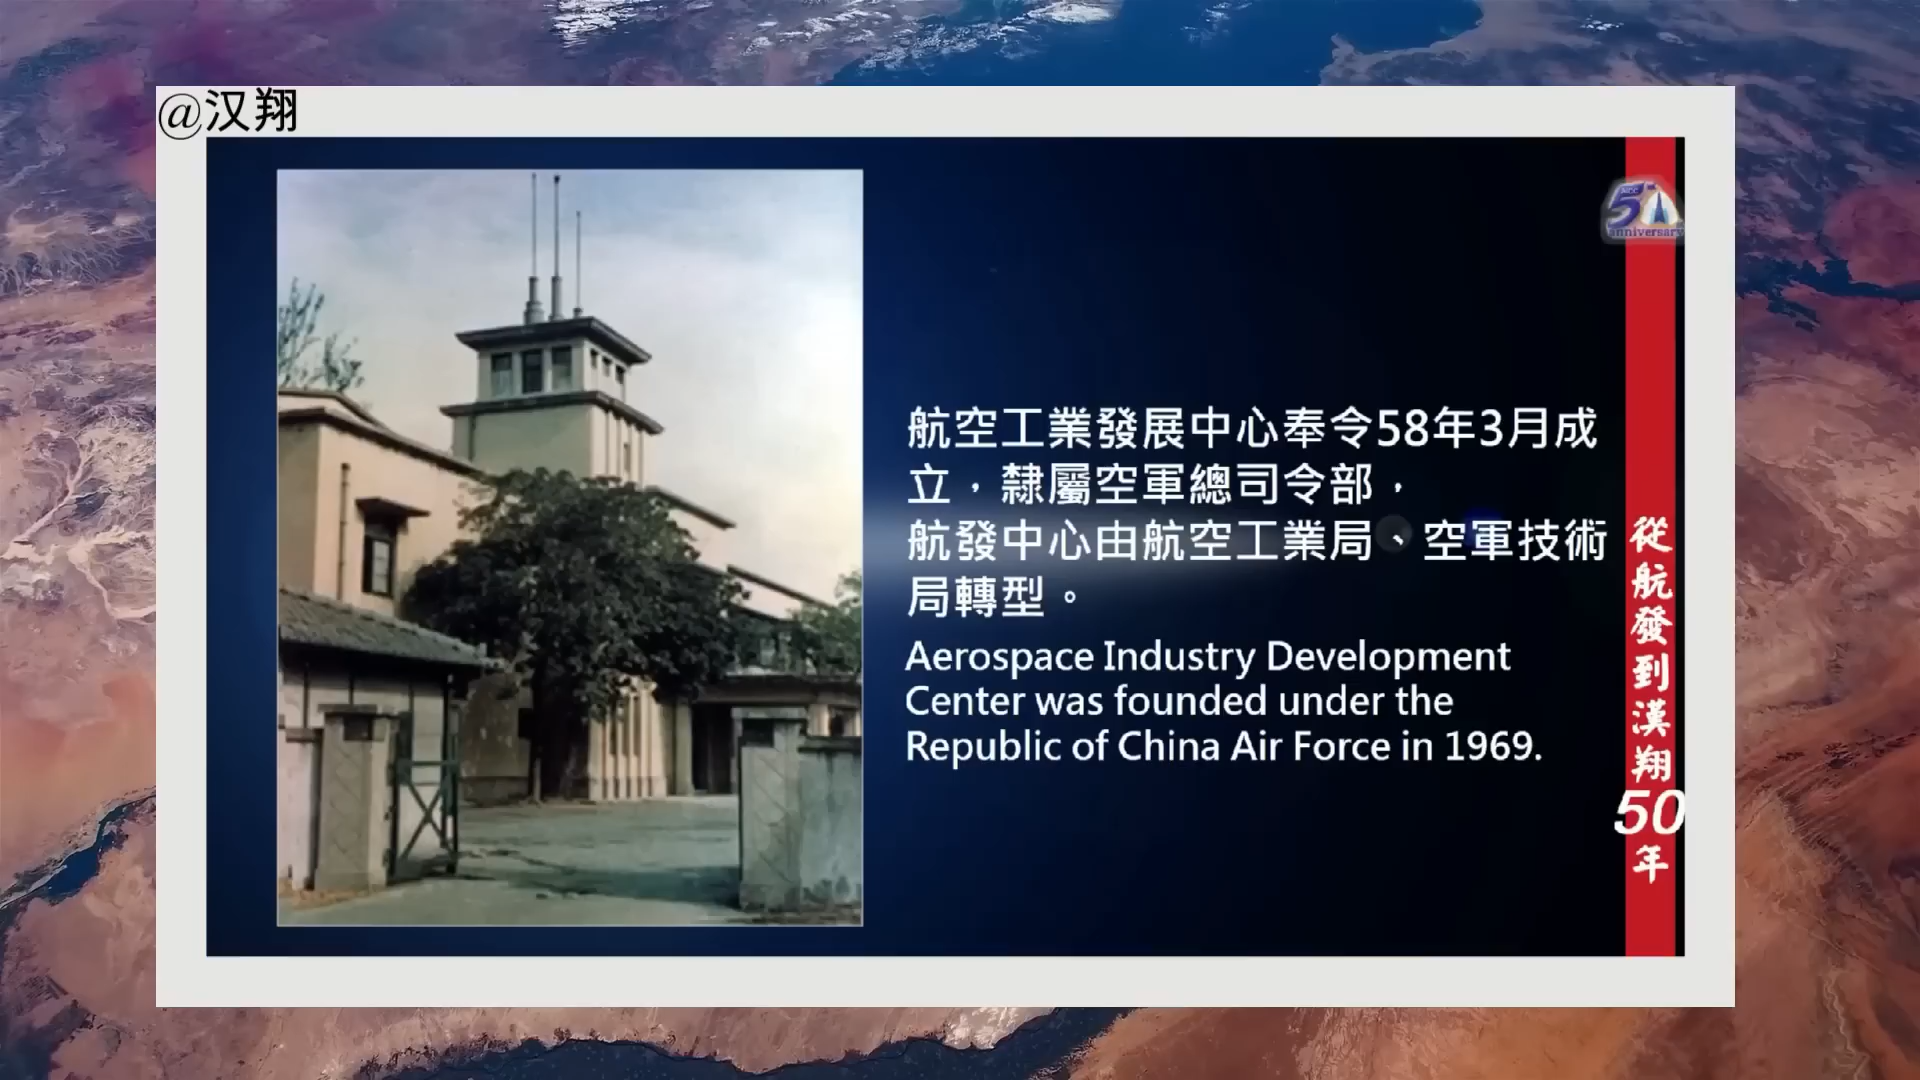 @汉翔
航空工業發展中心奉令58年3月成
立，隸屬空軍總司令部，
航發中心由航空工業局、空軍技術
局轉型。
Aerospace Industry Development
Center was founded under the
Republic of China Air Force in 1969.
50
anniversary
從航發到漢翔50年